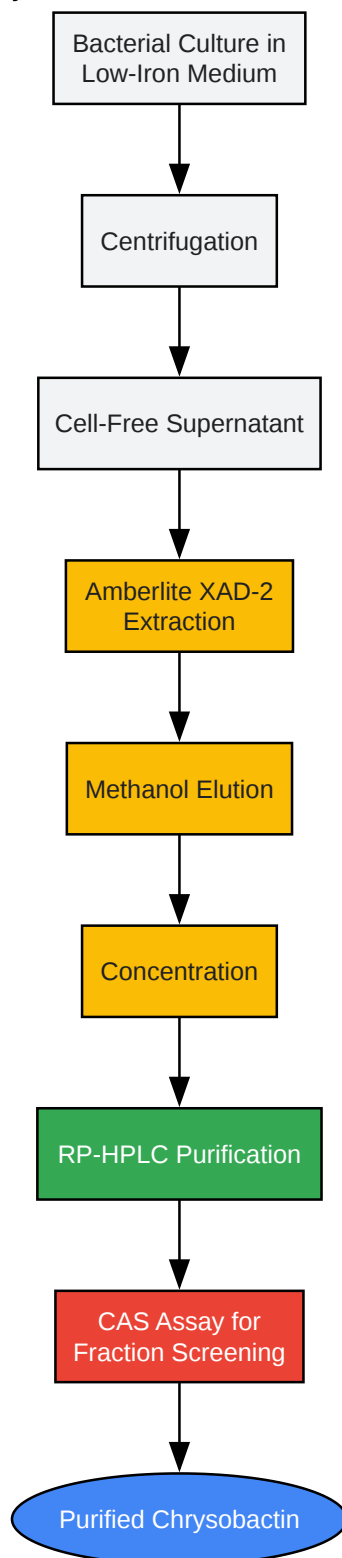 Bacterial Culture in
Low-Iron Medium
Centrifugation
Cell-Free Supernatant
Amberlite XAD-2
Extraction
Methanol Elution
Concentration
RP-HPLC Purification
CAS Assay for
Fraction Screening
Purified Chrysobactin